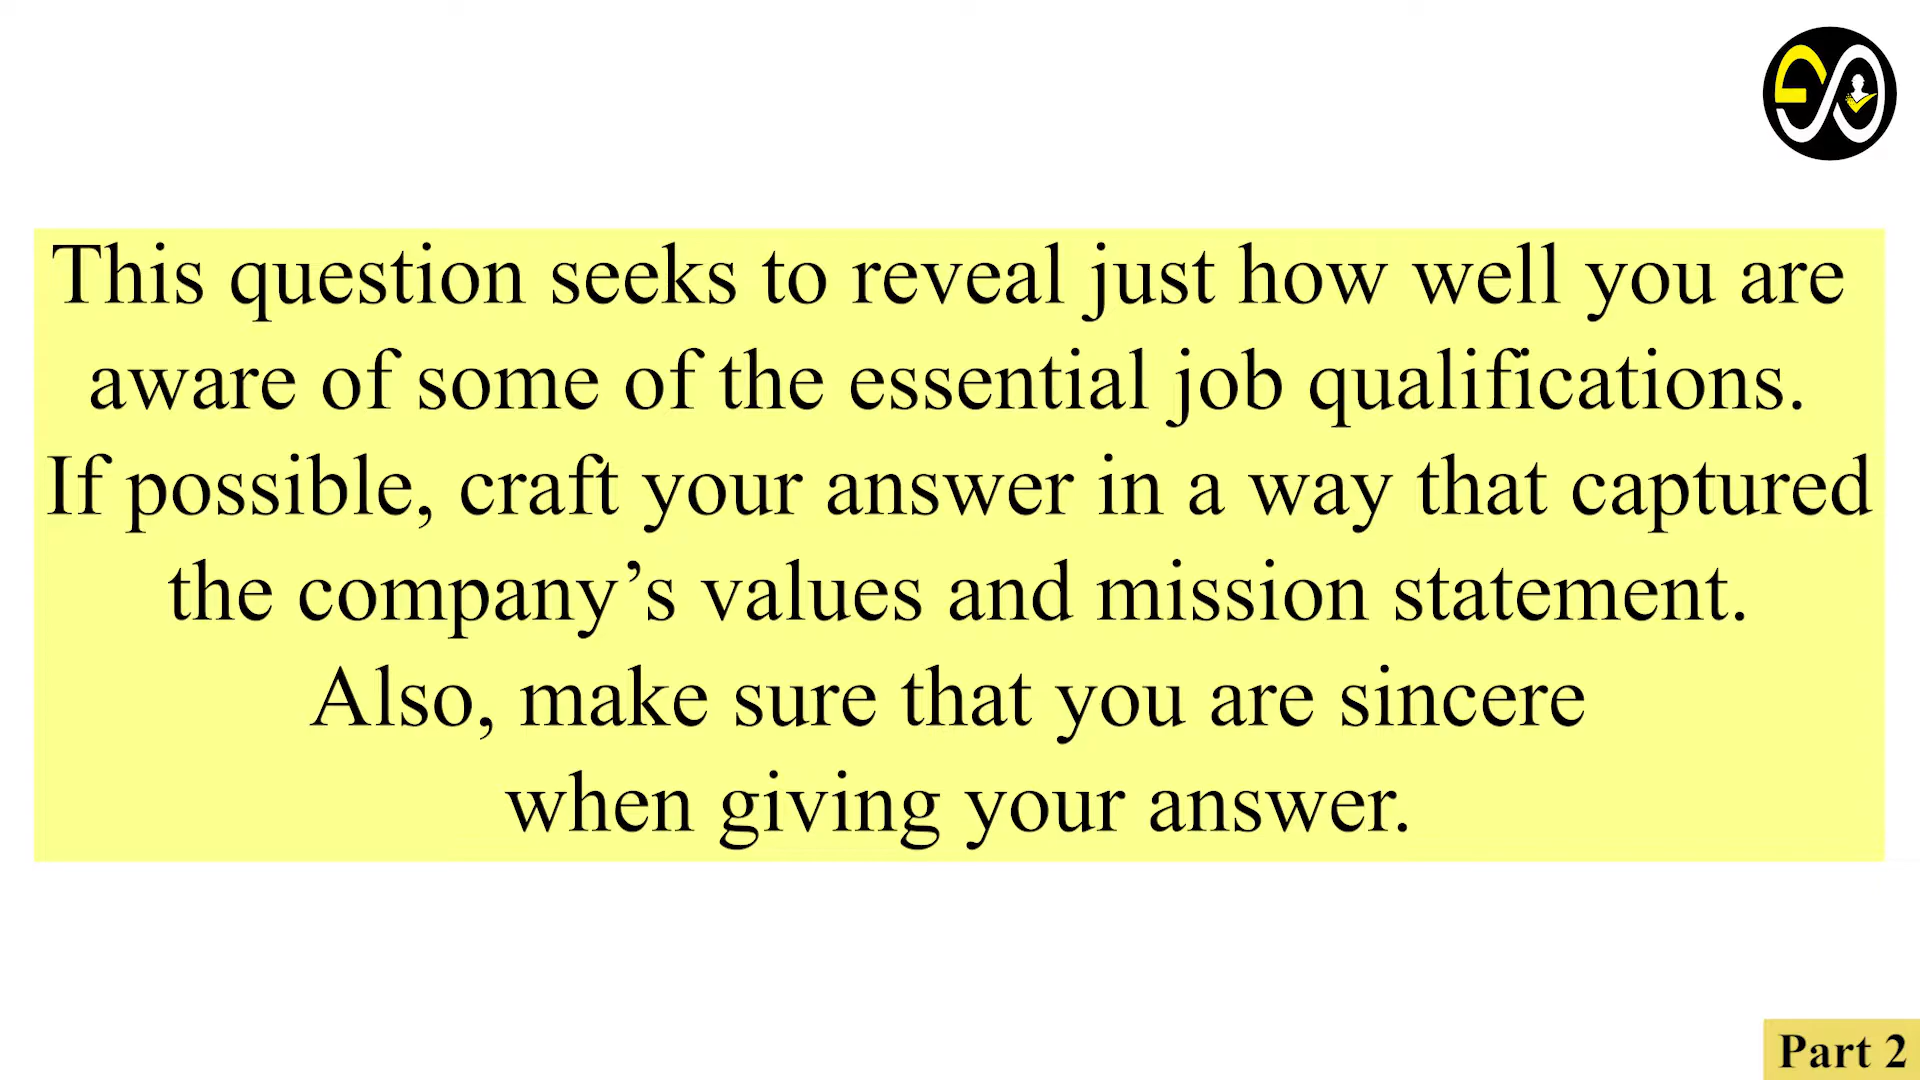 This question seeks to reveal just how well you are
aware of some of the essential job qualifications.
If possible, craft your answer in a way that captured
the company’s values and mission statement.
Also, make sure that you are sincere
when giving your answer.
Part 2